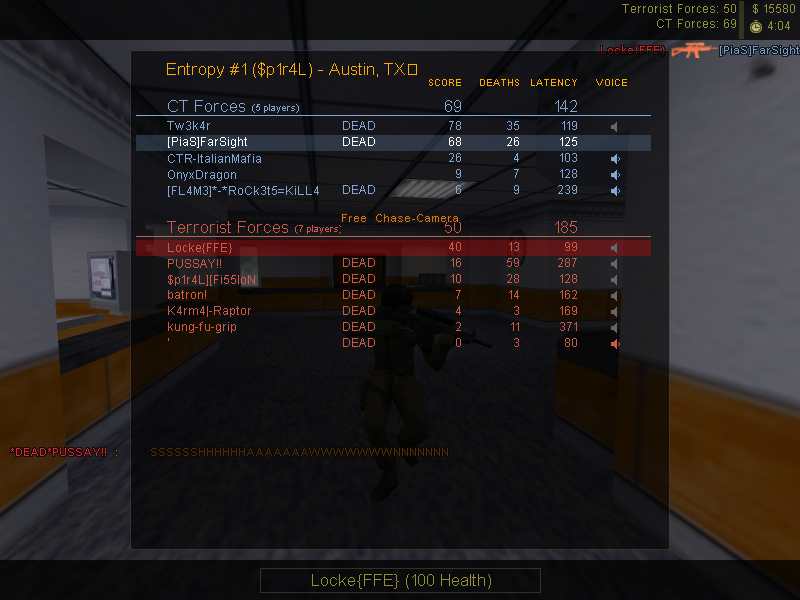 Terrorist Forces: 50 $ 15580
CT Forces: 69 4:04
Locke{FFE} [PiaS]FarSight
Entropy #1 ($p1r4L) - Austin, TX
SCORE DEATHS LATENCY VOICE
CT Forces (5 players) 69 142
Tw3k4r DEAD 78 35 119
[PiaS]FarSight DEAD 68 26 125
CTR-ItalianMafia 26 4 103
OnyxDragon 9 7 128
[FL4M3]*-*RoCk3t5=KiLL4 DEAD 6 9 239
Free Chase-Camera
Terrorist Forces (7 players) 50 185
Locke{FFE} 40 13 99
PUSSAY!! DEAD 16 59 287
$p1r4L][Fi55IoN DEAD 10 28 128
batron! DEAD 7 14 162
K4rm4|-Raptor DEAD 4 3 169
kung-fu-grip DEAD 2 11 371
' DEAD 0 3 80
*DEAD*PUSSAY!! : SSSSSSHHHHHHAAAAAAAWWWWWWWNNNNNNN
Locke{FFE} (100 Health)